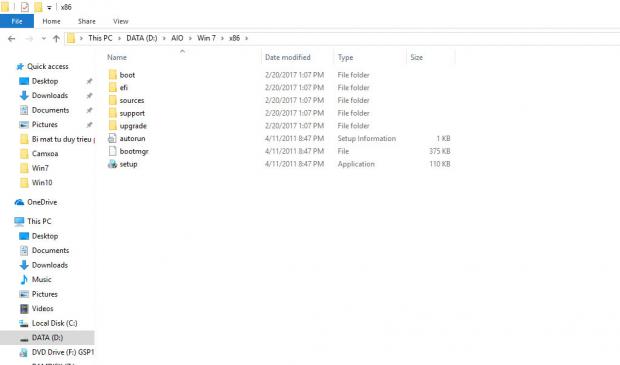 x86
File Home Share View
This PC DATA (D:) AIO Win 7 x86
Name Date modified Type Size
Quick access
Desktop
Downloads
Documents
Pictures
Bi mat tu duy trieu
Camxoa
Win7
Win10
OneDrive
This PC
Desktop
Documents
Downloads
Music
Pictures
Videos
Local Disk (C:)
DATA (D:)
DVD Drive (F:) GSP1
boot 2/20/2017 1:07 PM File folder
efi 2/20/2017 1:07 PM File folder
sources 2/20/2017 1:07 PM File folder
support 2/20/2017 1:07 PM File folder
upgrade 2/20/2017 1:07 PM File folder
autorun 4/11/2011 8:47 PM Setup Information 1 KB
bootmgr 4/11/2011 8:47 PM File 375 KB
setup 4/11/2011 8:47 PM Application 110 KB